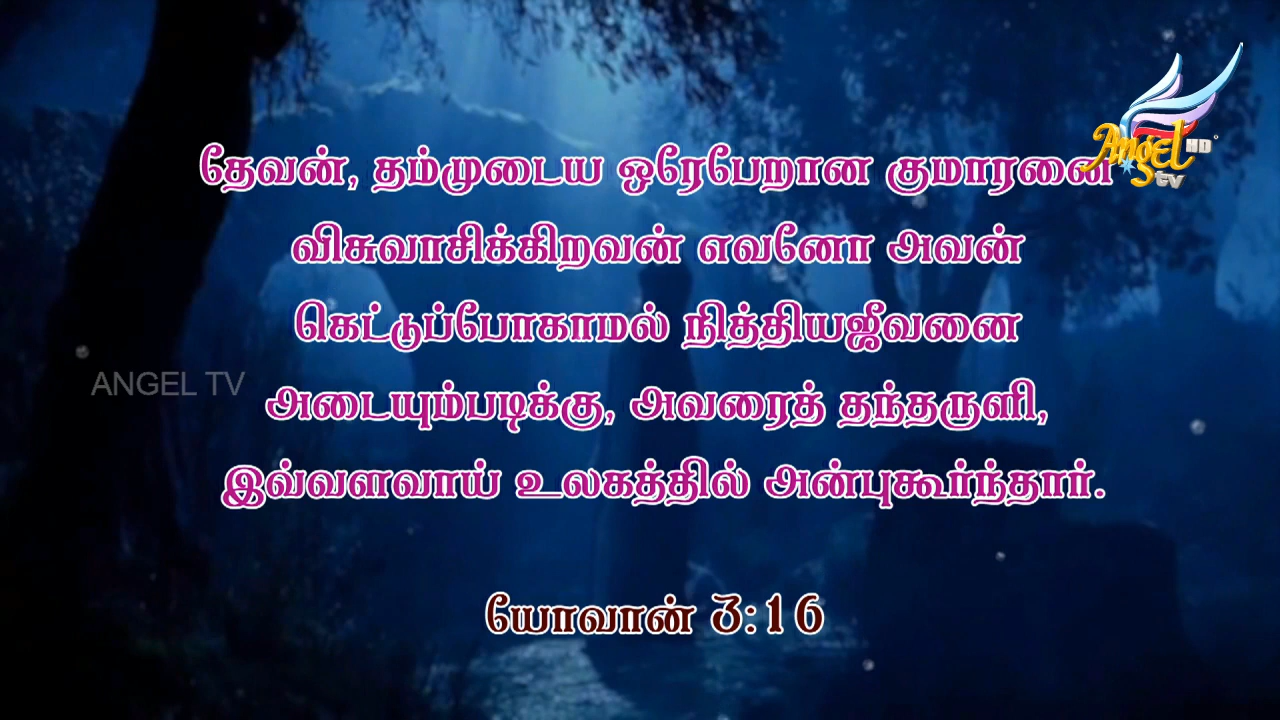 Angel HD
tv
தேவன், தம்முடைய ஒரேபேறான குமாரனை
விசுவாசிக்கிறவன் எவனோ அவன்
கெட்டுப்போகாமல் நித்தியஜீவனை
ANGEL TV
அடையும்படிக்கு, அவரைத் தந்தருளி,
இவ்வளவாய் உலகத்தில் அன்புகூர்ந்தார்.
யோவான் 3:16